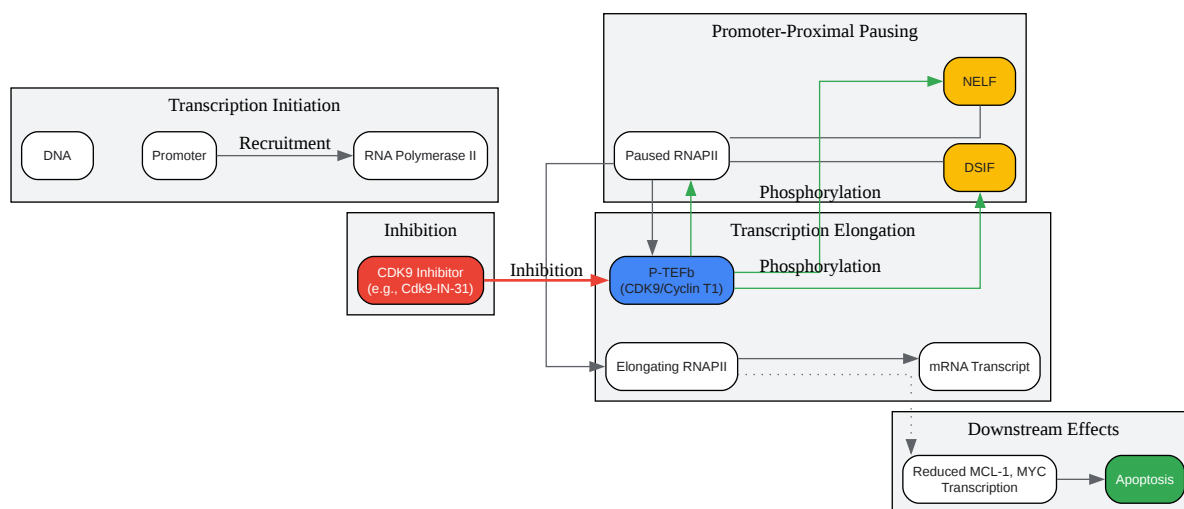 Transcription Initiation
DNA
Promoter
Recruitment
RNA Polymerase II
Promoter-Proximal Pausing
NELF
Paused RNAPII
DSIF
Phosphorylation
Inhibition
CDK9 Inhibitor
(e.g., Cdk9-IN-31)
Inhibition
Transcription Elongation
P-TEFb
(CDK9/Cyclin T1)
Phosphorylation
Elongating RNAPII
mRNA Transcript
Downstream Effects
Reduced MCL-1, MYC
Transcription
Apoptosis